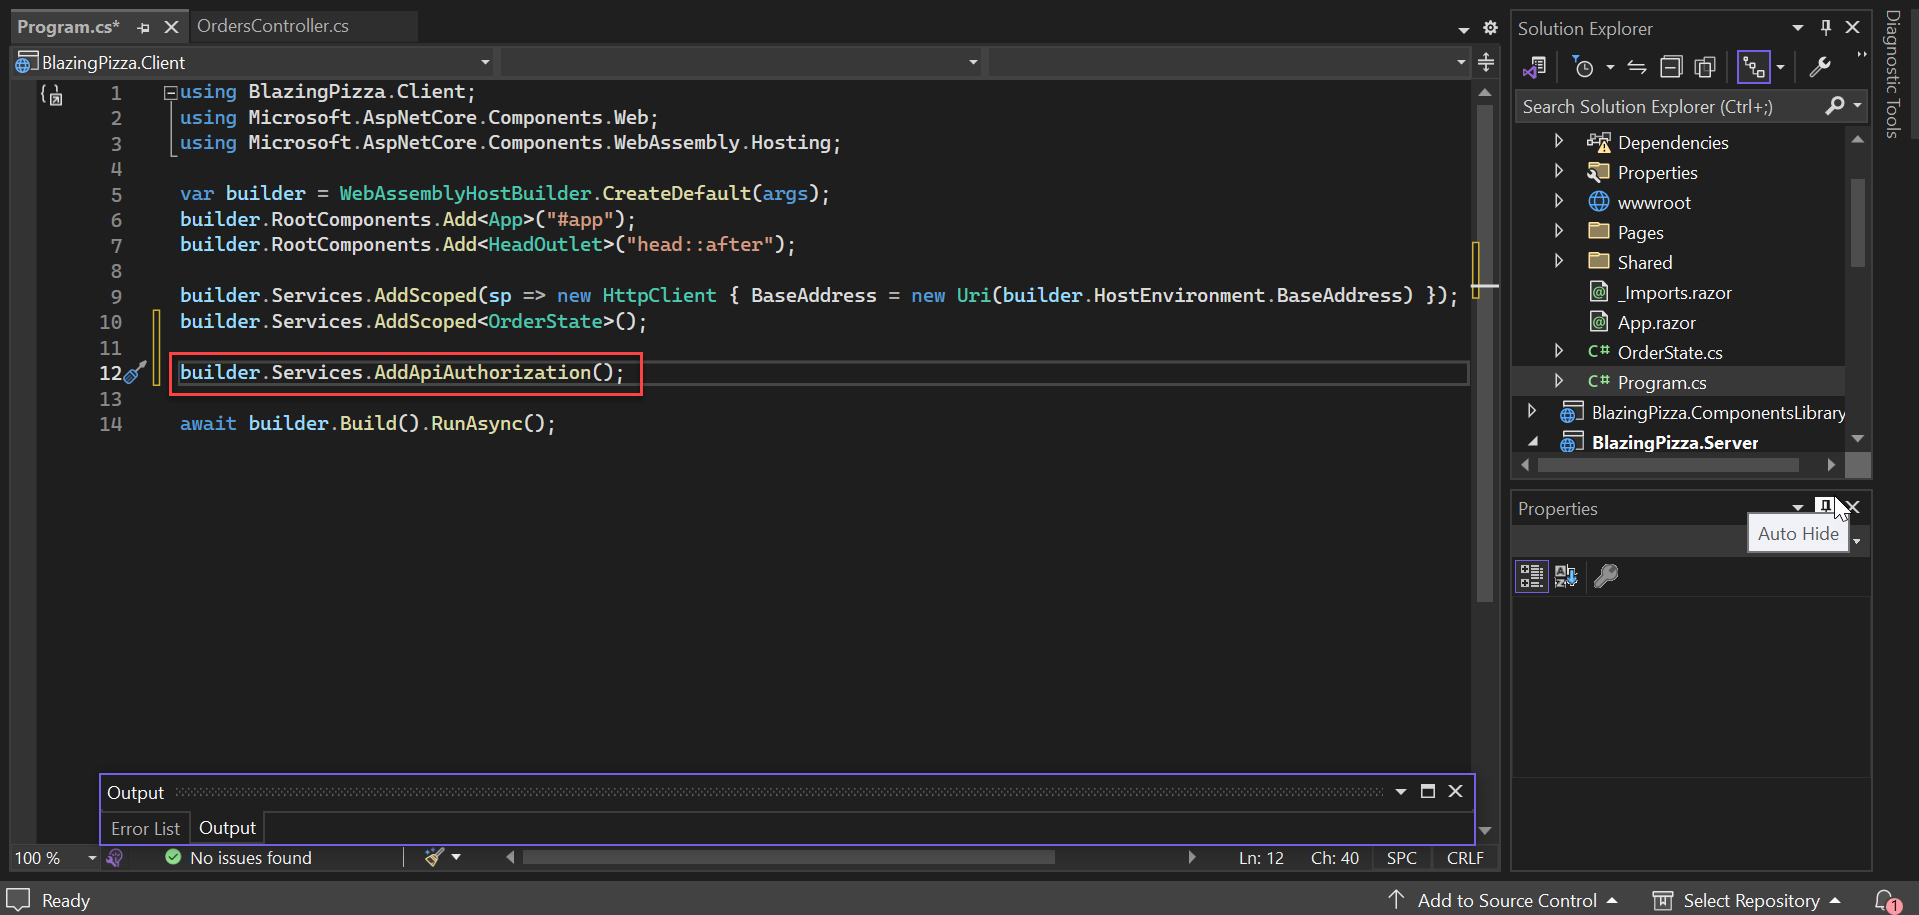 Program.cs*
OrdersController.cs
BlazingPizza.Client
1 using BlazingPizza.Client;
2 using Microsoft.AspNetCore.Components.Web;
3 using Microsoft.AspNetCore.Components.WebAssembly.Hosting;
4
5 var builder = WebAssemblyHostBuilder.CreateDefault(args);
6 builder.RootComponents.Add<App>("#app");
7 builder.RootComponents.Add<HeadOutlet>("head::after");
8
9 builder.Services.AddScoped(sp => new HttpClient { BaseAddress = new Uri(builder.HostEnvironment.BaseAddress) });
10 builder.Services.AddScoped<OrderState>();
11
12 builder.Services.AddApiAuthorization();
13
14 await builder.Build().RunAsync();
Output
Error List
Output
100 %
No issues found
Ln: 12
Ch: 40
SPC
CRLF
Solution Explorer
Search Solution Explorer (Ctrl+;)
Dependencies
Properties
wwwroot
Pages
Shared
_Imports.razor
App.razor
C# OrderState.cs
C# Program.cs
BlazingPizza.ComponentsLibrary
BlazingPizza.Server
Properties
Auto Hide
Diagnostic Tools
Ready
Add to Source Control
Select Repository
1